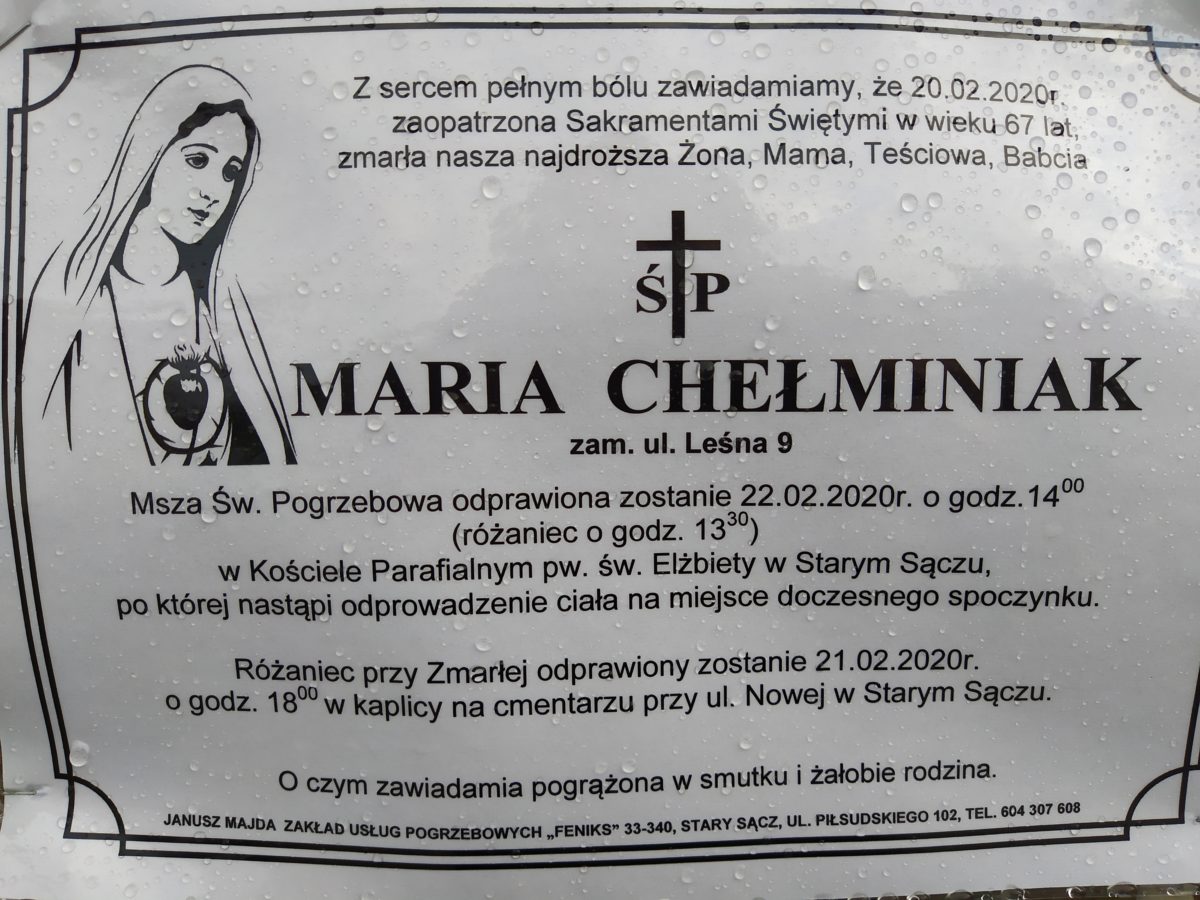 Z sercem pełnym bólu zawiadamiamy, że 20.02.2020r.
zaopatrzona Sakramentami Świętymi w wieku 67 lat,
zmarła nasza najdroższa Żona, Mama, Teściowa, Babcia
ŚP
MARIA CHEŁMINIAK
zam. ul. Leśna 9
Msza Św. Pogrzebowa odprawiona zostanie 22.02.2020r. o godz.14⁰⁰
(różaniec o godz. 13³⁰)
w Kościele Parafialnym pw. św. Elżbiety w Starym Sączu,
po której nastąpi odprowadzenie ciała na miejsce doczesnego spoczynku.
Różaniec przy Zmarłej odprawiony zostanie 21.02.2020r.
o godz. 18⁰⁰ w kaplicy na cmentarzu przy ul. Nowej w Starym Sączu.
O czym zawiadamia pogrążona w smutku i żałobie rodzina.
JANUSZ MAJDA ZAKŁAD USŁUG POGRZEBOWYCH „FENIKS” 33-340, STARY SĄCZ, UL. PIŁSUDSKIEGO 102, TEL. 604 307 608